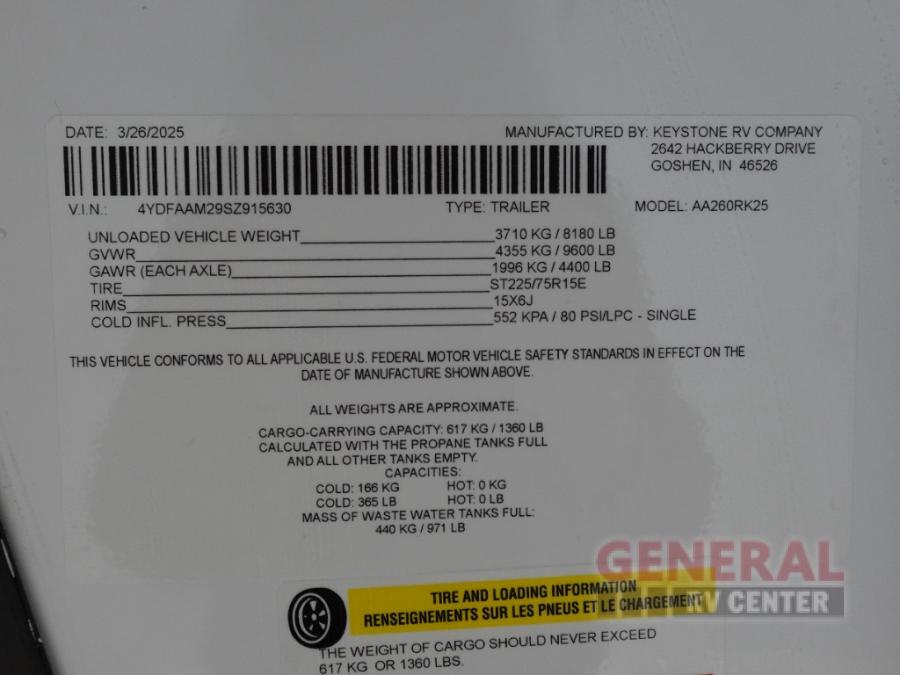 DATE: 3/26/2025 MANUFACTURED BY: KEYSTONE RV COMPANY
2642 HACKBERRY DRIVE
GOSHEN, IN 46526
V.I.N.: 4YDFAAM29SZ915630 TYPE: TRAILER MODEL: AA260RK25
UNLOADED VEHICLE WEIGHT 3710 KG / 8180 LB
GVWR 4355 KG / 9600 LB
GAWR (EACH AXLE) 1996 KG / 4400 LB
TIRE ST225/75R15E
RIMS 15X6J
COLD INFL. PRESS 552 KPA / 80 PSI/LPC - SINGLE
THIS VEHICLE CONFORMS TO ALL APPLICABLE U.S. FEDERAL MOTOR VEHICLE SAFETY STANDARDS IN EFFECT ON THE
DATE OF MANUFACTURE SHOWN ABOVE.
ALL WEIGHTS ARE APPROXIMATE.
CARGO-CARRYING CAPACITY: 617 KG / 1360 LB
CALCULATED WITH THE PROPANE TANKS FULL
AND ALL OTHER TANKS EMPTY.
CAPACITIES:
COLD: 166 KG HOT: 0 KG
COLD: 365 LB HOT: 0 LB
MASS OF WASTE WATER TANKS FULL:
440 KG / 971 LB
GENERAL
RV CENTER
TIRE AND LOADING INFORMATION
RENSEIGNEMENTS SUR LES PNEUS ET LE CHARGEMENT
THE WEIGHT OF CARGO SHOULD NEVER EXCEED
617 KG OR 1360 LBS.